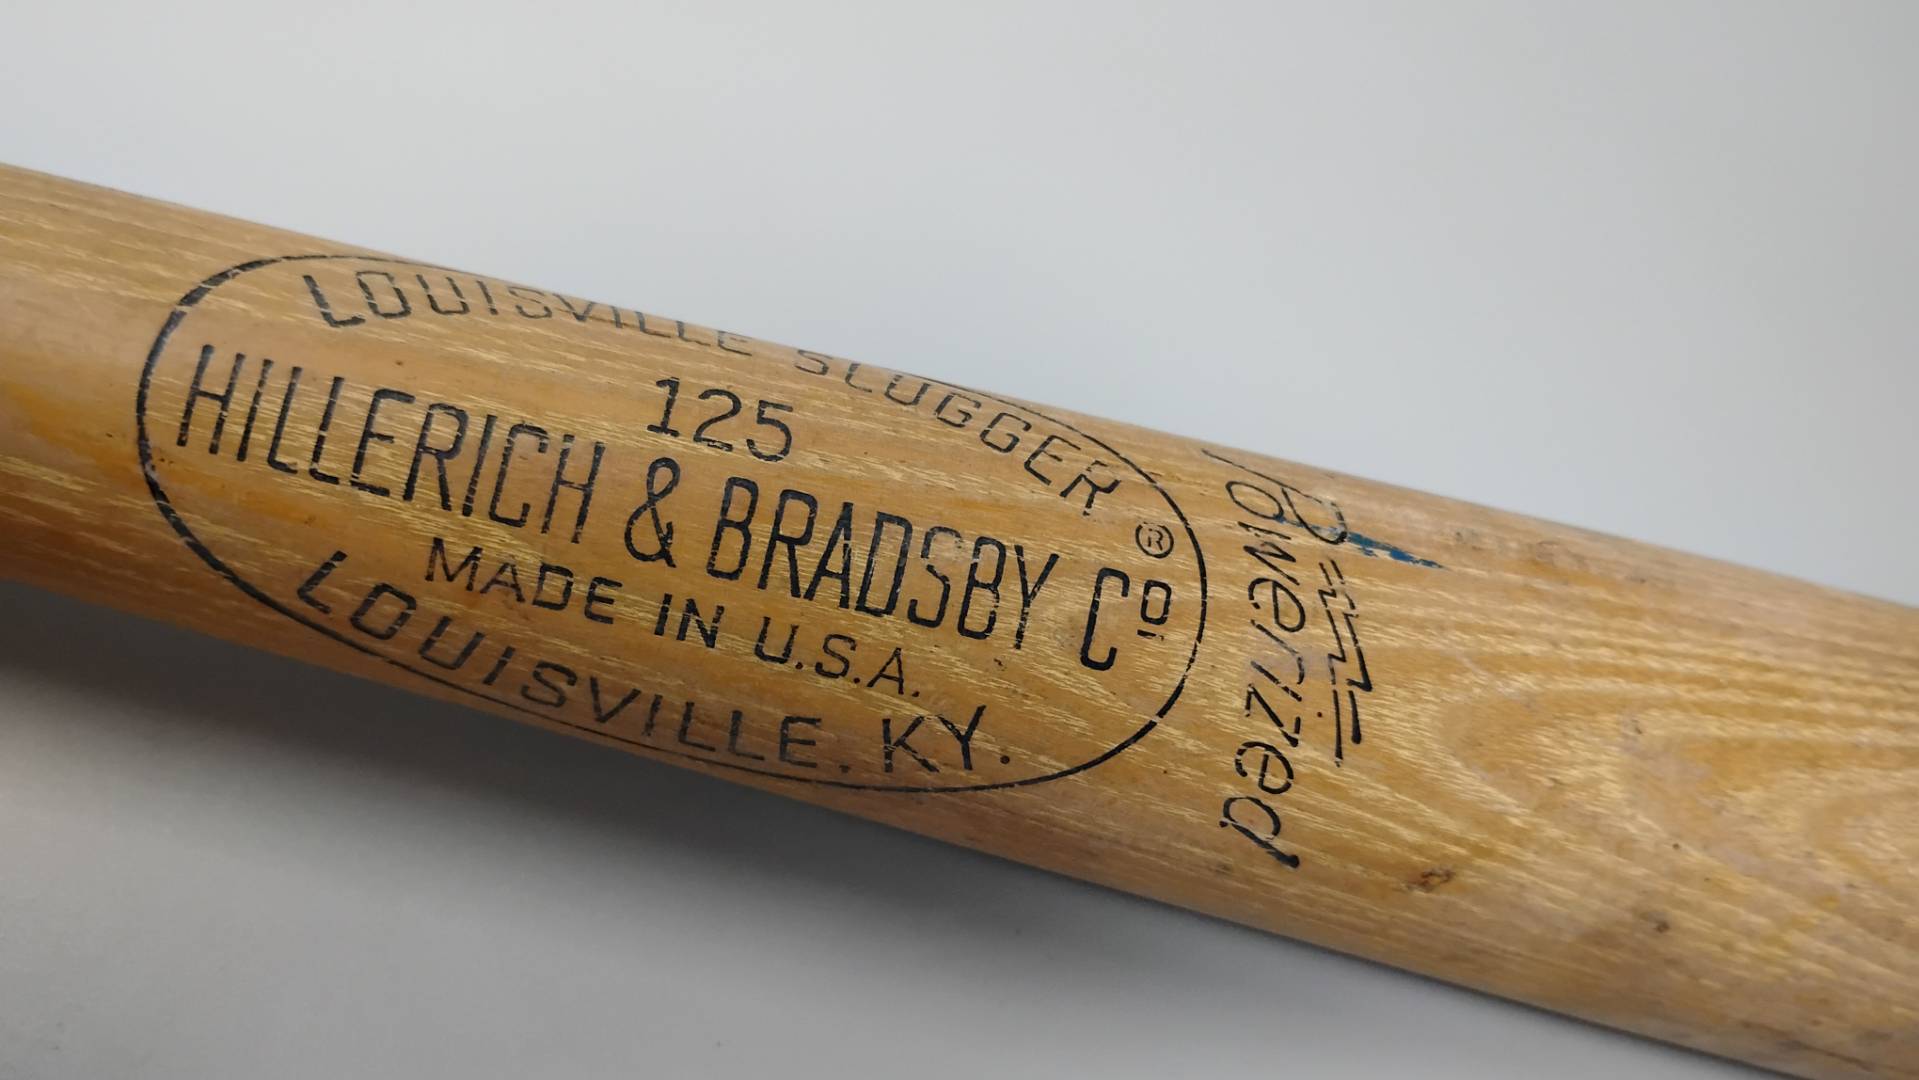 LOUISVILLE SLUGGER
125
HILLERICH & BRADSBY Cº.
®
MADE IN U.S.A.
LOUISVILLE, KY.
Powerized